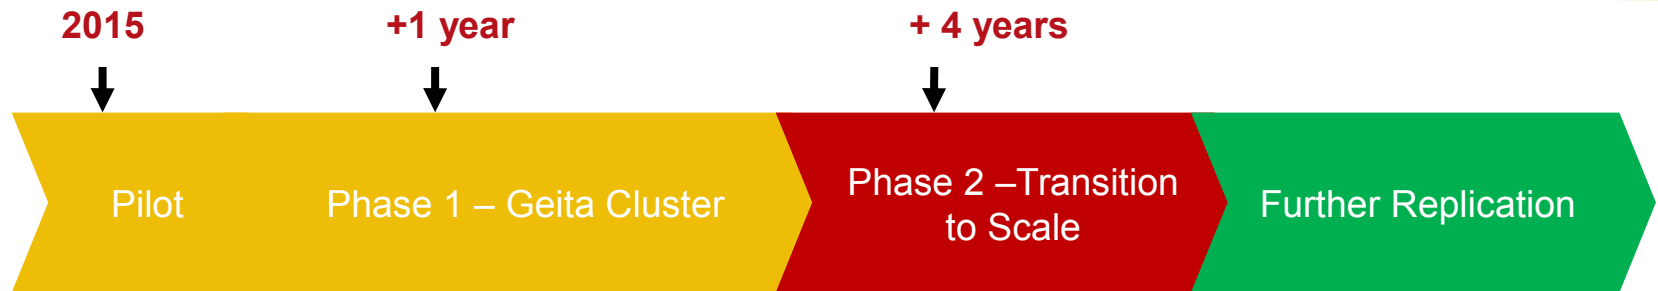 2015
+1 year
+ 4 years
Pilot
Phase 1 – Geita Cluster
Phase 2 –Transition
to Scale
Further Replication